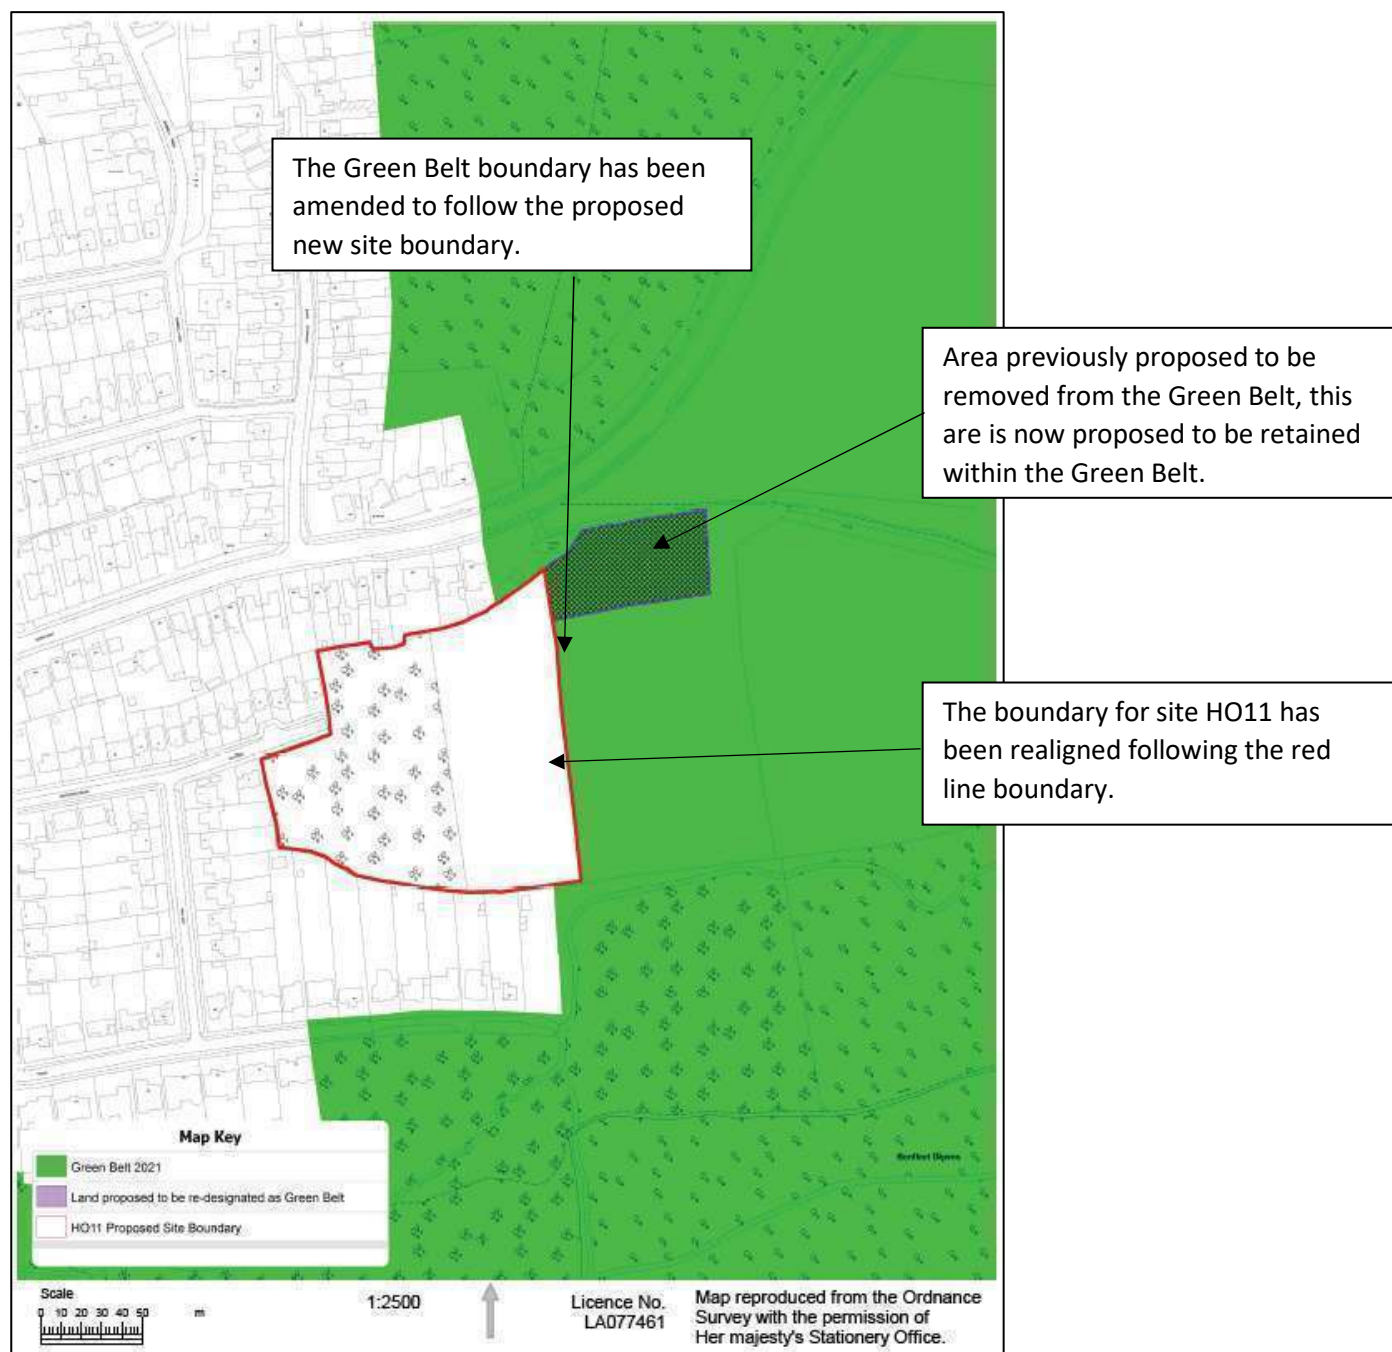 The Green Belt boundary has been
amended to follow the proposed
new site boundary.
Area previously proposed to be
removed from the Green Belt, this
are is now proposed to be retained
within the Green Belt.
The boundary for site HO11 has
been realigned following the red
line boundary.
Map Key
Green Belt 2021
Land proposed to be re-designated as Green Belt
HO11 Proposed Site Boundary
Scale
0 10 20 30 40 50
m
1:2500
Licence No.
LA077461
Map reproduced from the Ordnance
Survey with the permission of
Her majesty's Stationery Office.